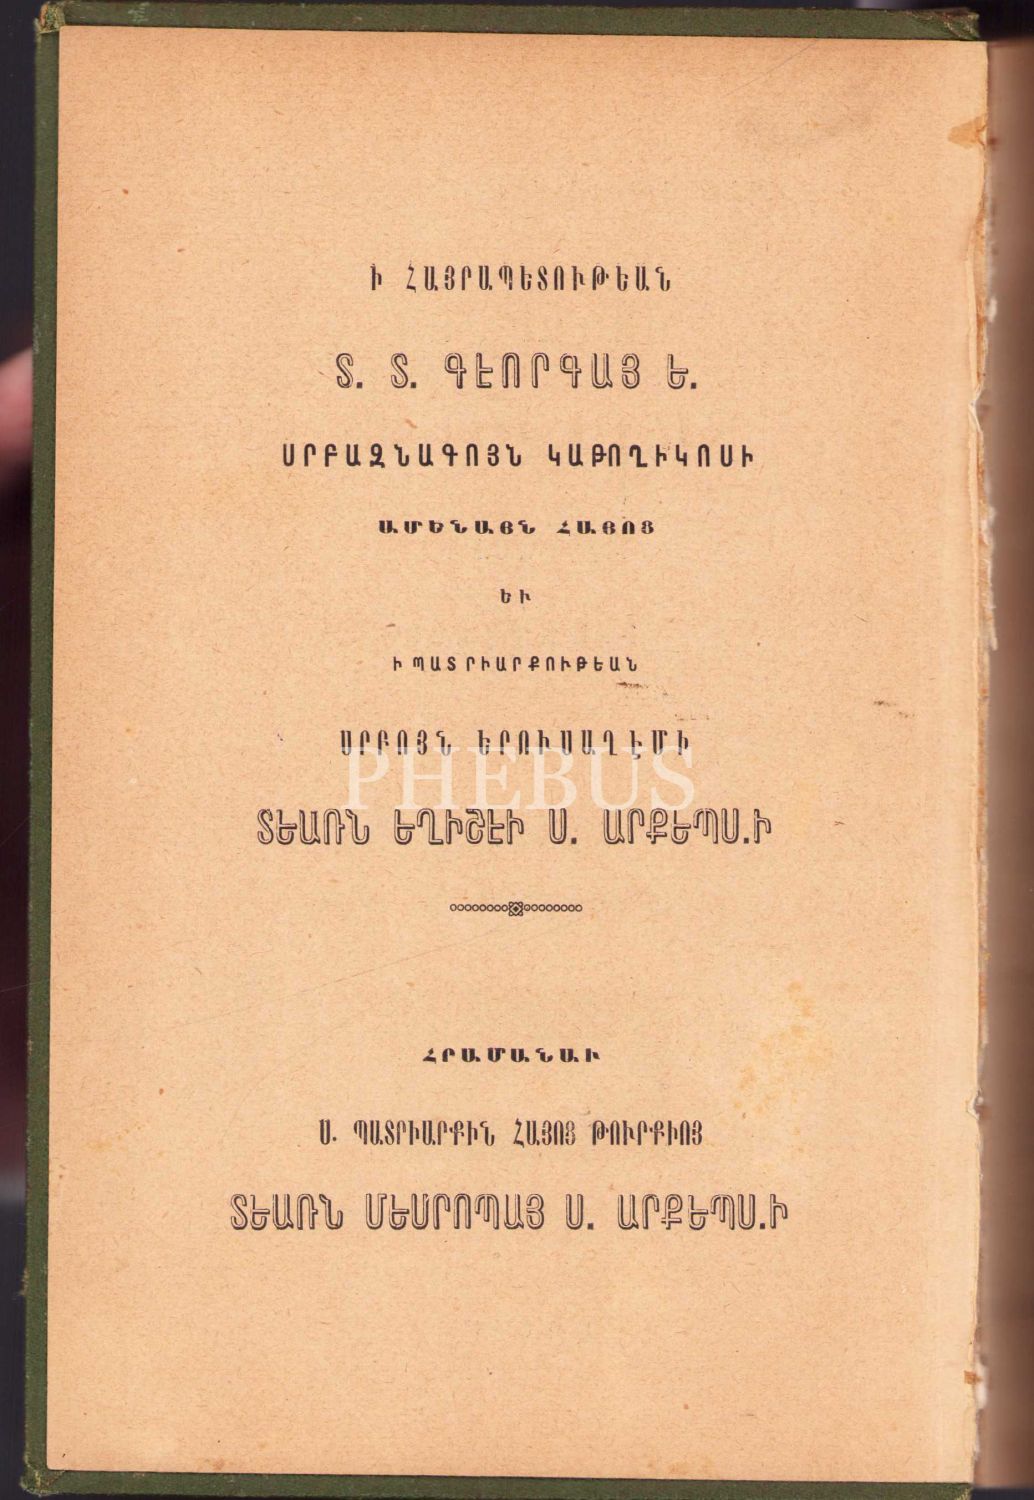 Ի ՀԱՅՐԱՊԵՏՈՒԹԵԱՆ
Տ. Տ. ԳԷՈՐԳԱՅ Ե.
ՍՐԲԱԶՆԱԳՈՅՆ ԿԱԹՈՂԻԿՈՍԻ
ԱՄԵՆԱՅՆ ՀԱՅՈՑ
ԵՒ
Ի ՊԱՏՐԻԱՐՔՈՒԹԵԱՆ
ՍՐԲՈՅՆ ԵՐՈՒՍԱՂԷՄԻ
PHEBUS
ՏԵԱՌՆ ԵՂԻՇԷԻ Ս. ԱՐՔԵՊՍ.Ի
ՀՐԱՄԱՆԱՒ
Ս. ՊԱՏՐԻԱՐՔԻՆ ՀԱՅՈՑ ԹՈՒՐՔԻՈՅ
ՏԵԱՌՆ ՄԵՍՐՈՊԱՅ Ս. ԱՐՔԵՊՍ.Ի